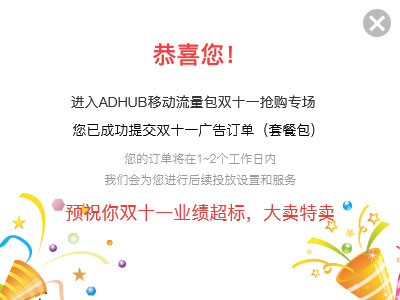 恭喜您！
进入ADHUB移动流量包双十一抢购专场
您已成功提交双十一广告订单（套餐包）
您的订单将在1~2个工作日内
我们会为您进行后续投放设置和服务
预祝你双十一业绩超标，大卖特卖